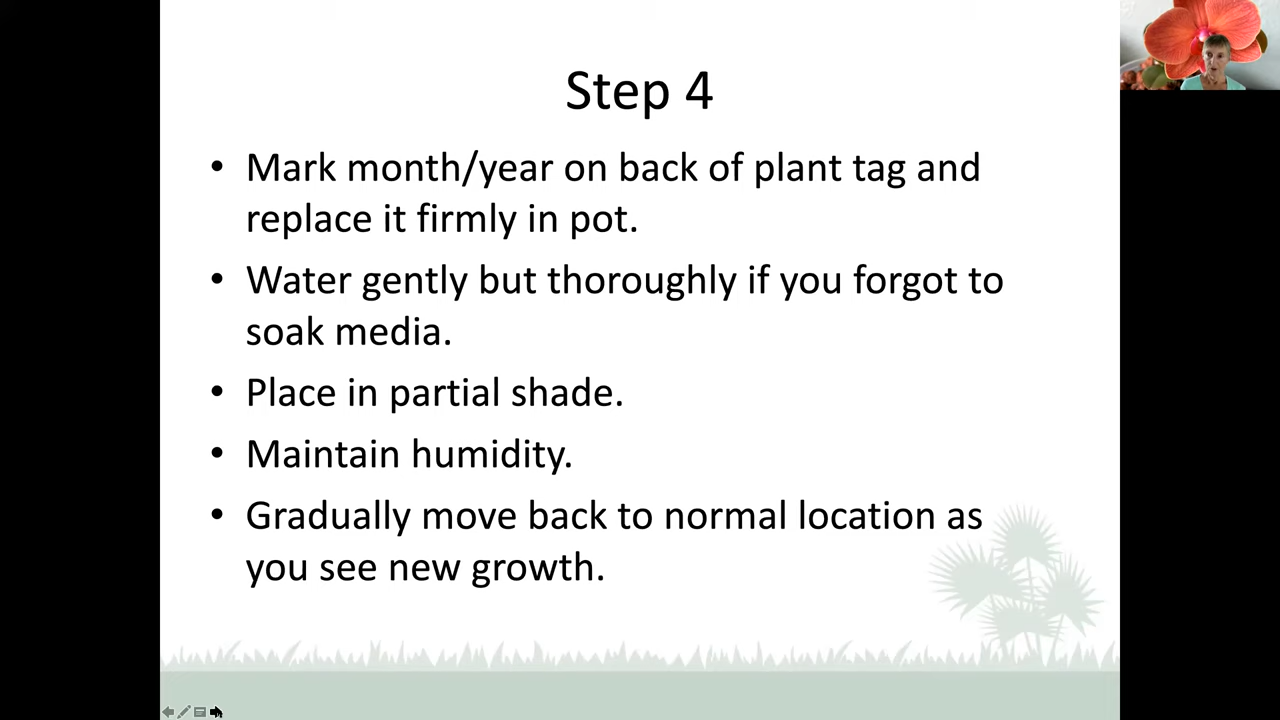 Step 4
• Mark month/year on back of plant tag and
replace it firmly in pot.
• Water gently but thoroughly if you forgot to
soak media.
• Place in partial shade.
• Maintain humidity.
• Gradually move back to normal location as
you see new growth.